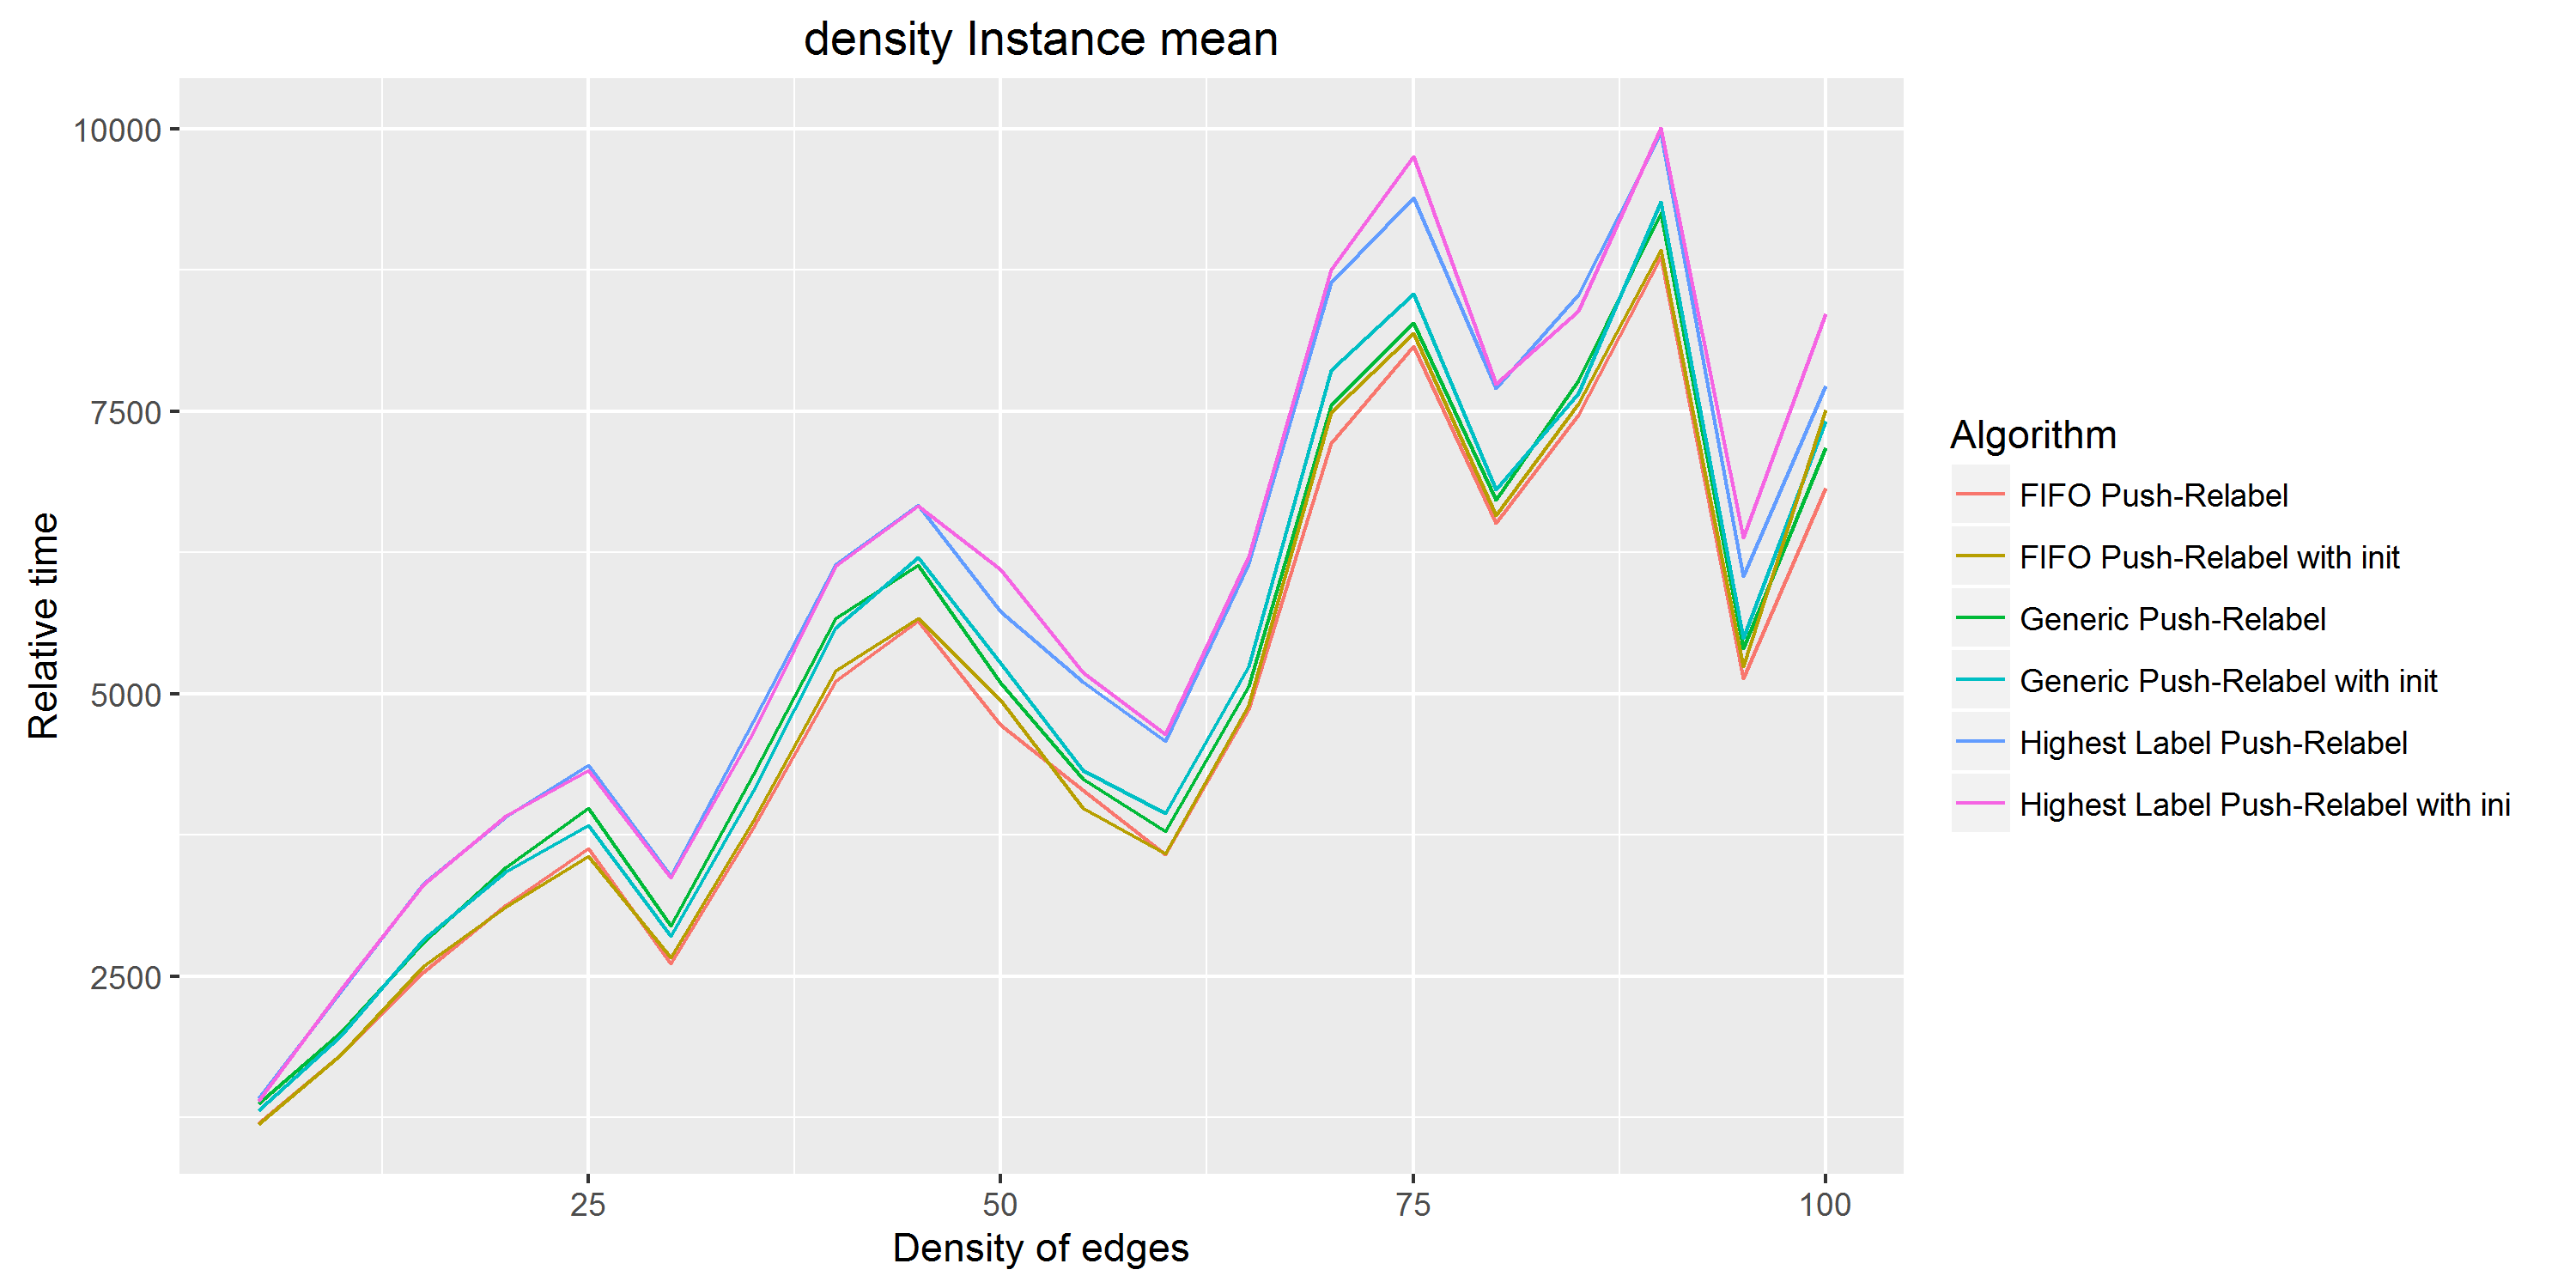 density Instance mean
10000
7500
5000
2500
Relative time
25 50 75 100
Density of edges
Algorithm
FIFO Push-Relabel
FIFO Push-Relabel with init
Generic Push-Relabel
Generic Push-Relabel with init
Highest Label Push-Relabel
Highest Label Push-Relabel with ini